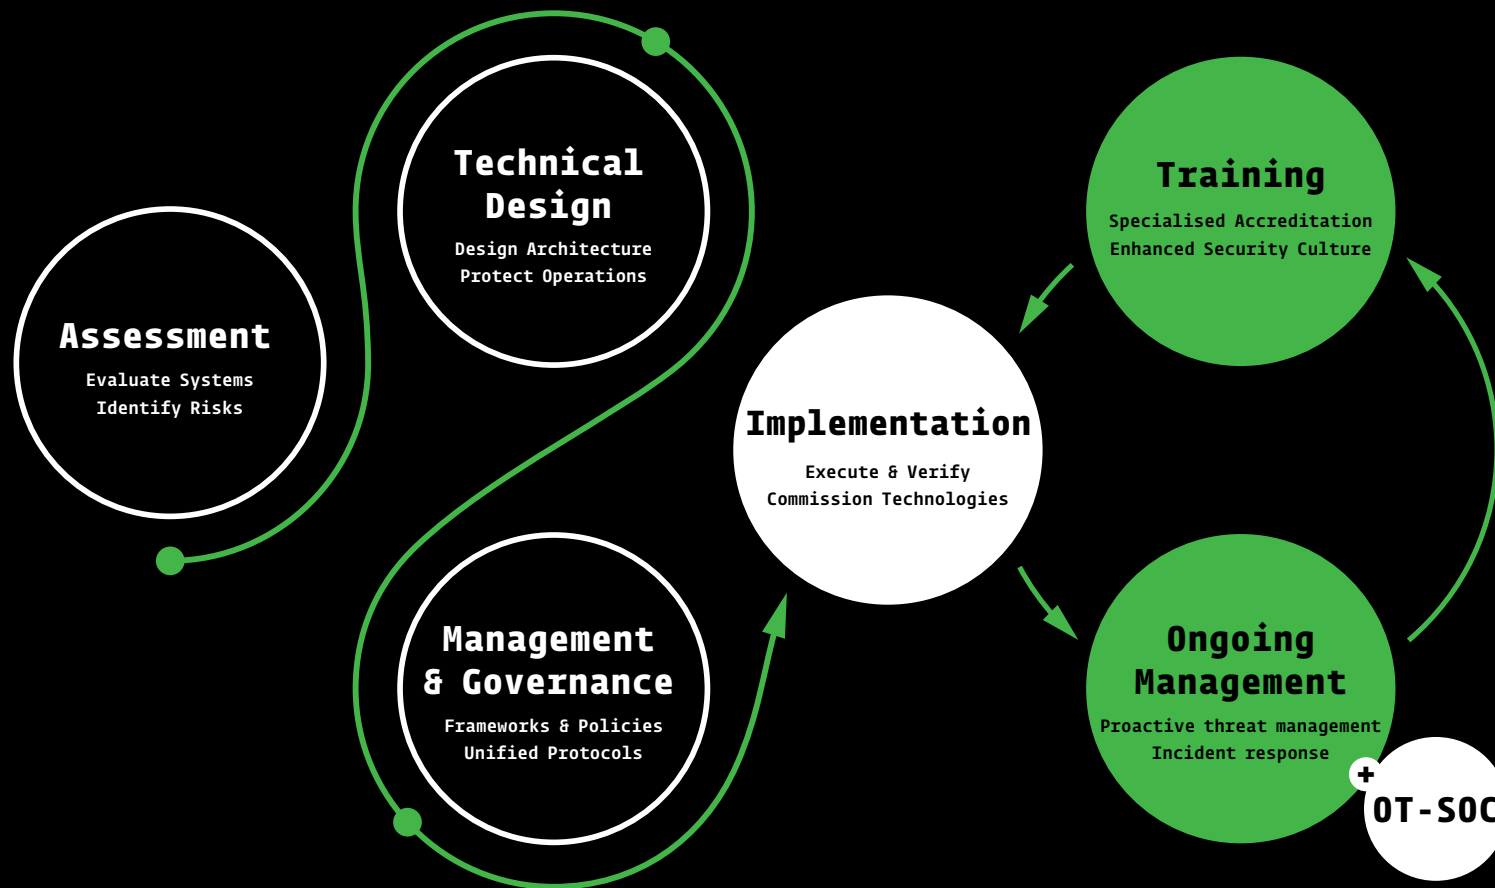 Assessment
Evaluate Systems
Identify Risks
Technical
Design
Design Architecture
Protect Operations
Management
& Governance
Frameworks & Policies
Unified Protocols
Implementation
Execute & Verify
Commission Technologies
Training
Specialised Accreditation
Enhanced Security Culture
Ongoing
Management
Proactive threat management
Incident response
+
OT-SOC